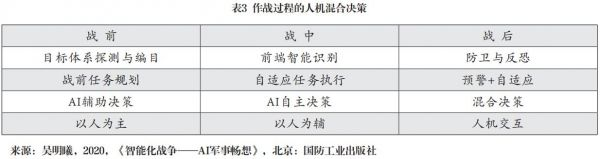 表3 作战过程的人机混合决策
战前 战中 战后
目标体系探测与编目 前端智能识别 防卫与反恐
战前任务规划 自适应任务执行 预警+自适应
AI辅助决策 AI自主决策 混合决策
以人为主 以人为辅 人机交互
来源：吴明曦，2020，《智能化战争——AI军事畅想》，北京：国防工业出版社